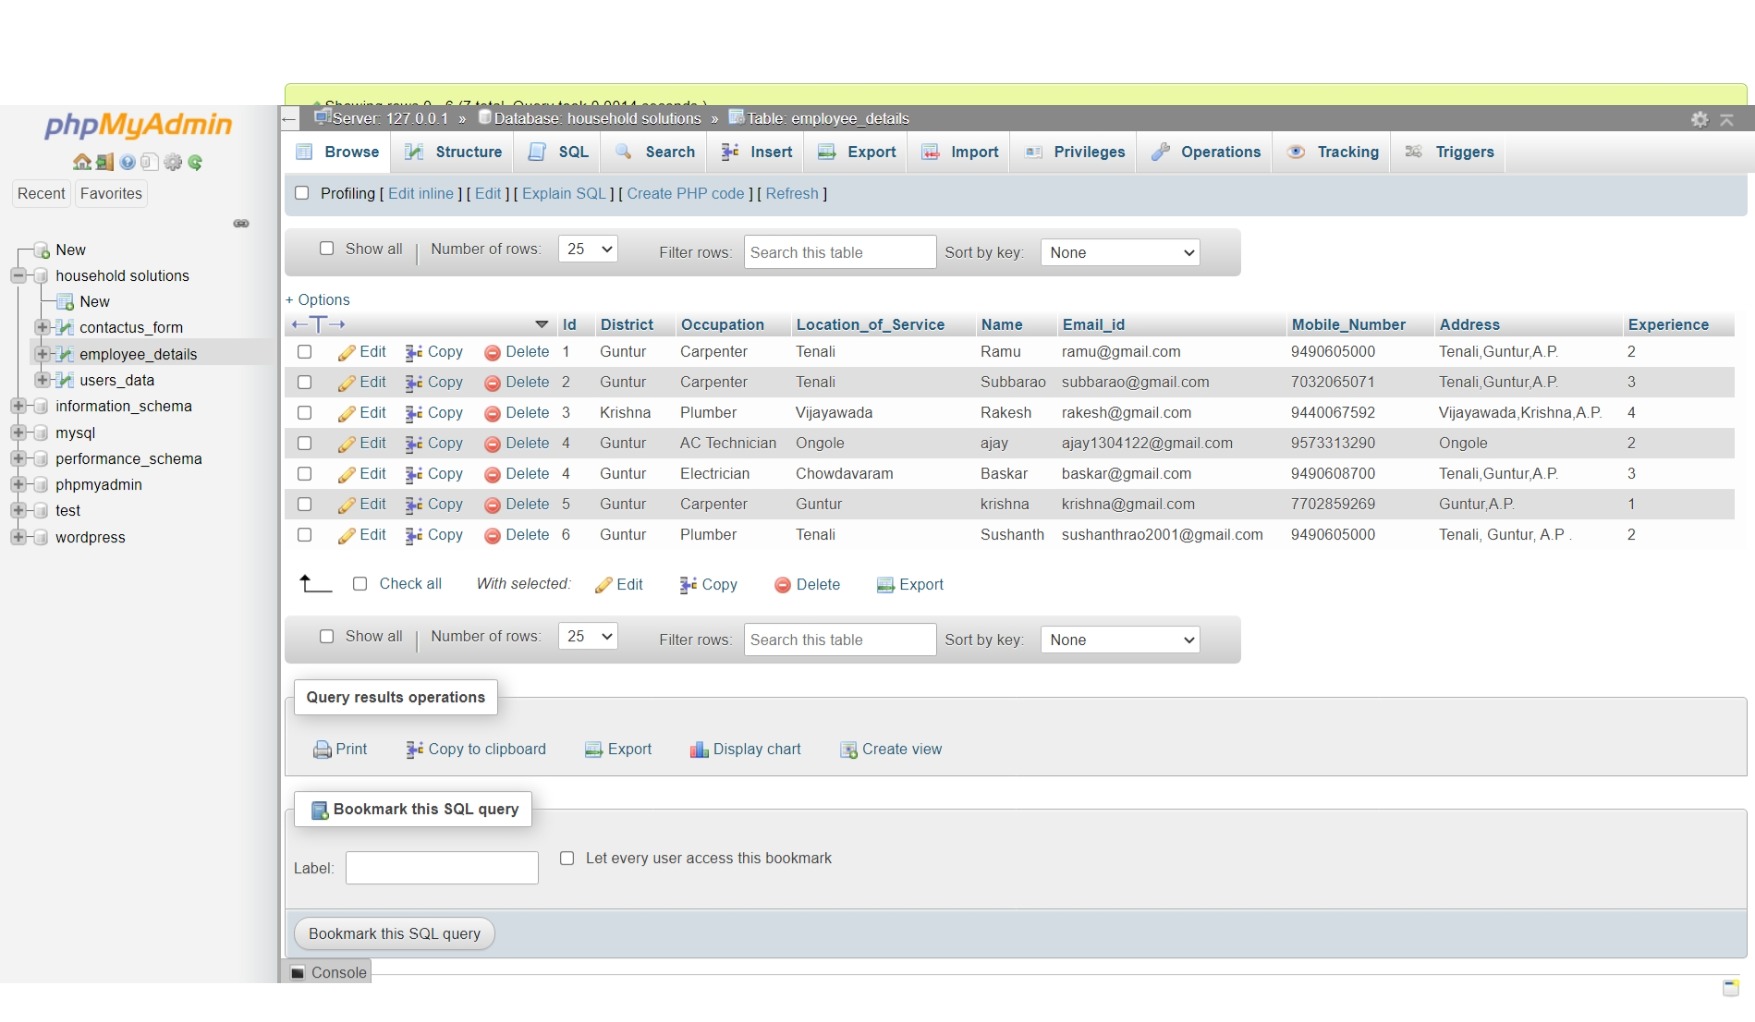 Showing rows 0 - 6 (7 total, Query took 0.0014 seconds.)
phpMyAdmin
Recent Favorites
New
household solutions
New
contactus_form
employee_details
users_data
information_schema
mysql
performance_schema
phpmyadmin
test
wordpress
Server: 127.0.0.1 » Database: household solutions » Table: employee_details
Browse Structure SQL Search Insert Export Import Privileges Operations Tracking Triggers
Profiling [ Edit inline ] [ Edit ] [ Explain SQL ] [ Create PHP code ] [ Refresh ]
Show all | Number of rows: 25 Filter rows: Search this table Sort by key: None
+ Options
←T→ Id District Occupation Location_of_Service Name Email_id Mobile_Number Address Experience
Edit Copy Delete 1 Guntur Carpenter Tenali Ramu ramu@gmail.com 9490605000 Tenali,Guntur,A.P. 2
Edit Copy Delete 2 Guntur Carpenter Tenali Subbarao subbarao@gmail.com 7032065071 Tenali,Guntur,A.P. 3
Edit Copy Delete 3 Krishna Plumber Vijayawada Rakesh rakesh@gmail.com 9440067592 Vijayawada,Krishna,A.P. 4
Edit Copy Delete 4 Guntur AC Technician Ongole ajay ajay1304122@gmail.com 9573313290 Ongole 2
Edit Copy Delete 4 Guntur Electrician Chowdavaram Baskar baskar@gmail.com 9490608700 Tenali,Guntur,A.P. 3
Edit Copy Delete 5 Guntur Carpenter Guntur krishna krishna@gmail.com 7702859269 Guntur,A.P. 1
Edit Copy Delete 6 Guntur Plumber Tenali Sushanth sushanthrao2001@gmail.com 9490605000 Tenali, Guntur, A.P . 2
Check all With selected: Edit Copy Delete Export
Show all | Number of rows: 25 Filter rows: Search this table Sort by key: None
Query results operations
Print Copy to clipboard Export Display chart Create view
Bookmark this SQL query
Label: Let every user access this bookmark
Bookmark this SQL query
Console